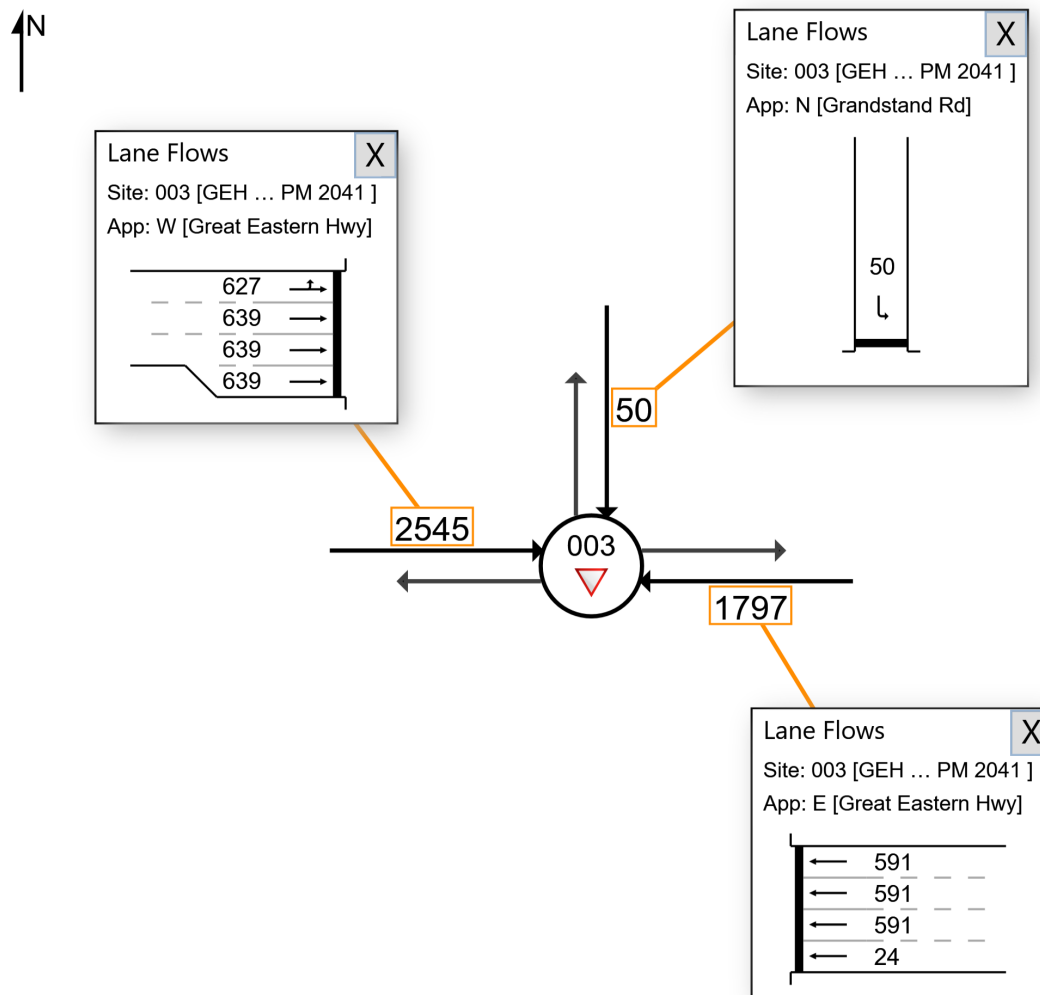 N
Lane Flows X
Site: 003 [GEH … PM 2041 ]
App: N [Grandstand Rd]
50
Lane Flows X
Site: 003 [GEH … PM 2041 ]
App: W [Great Eastern Hwy]
627
639
639
639
50
2545
003
1797
Lane Flows X
Site: 003 [GEH … PM 2041 ]
App: E [Great Eastern Hwy]
591
591
591
24